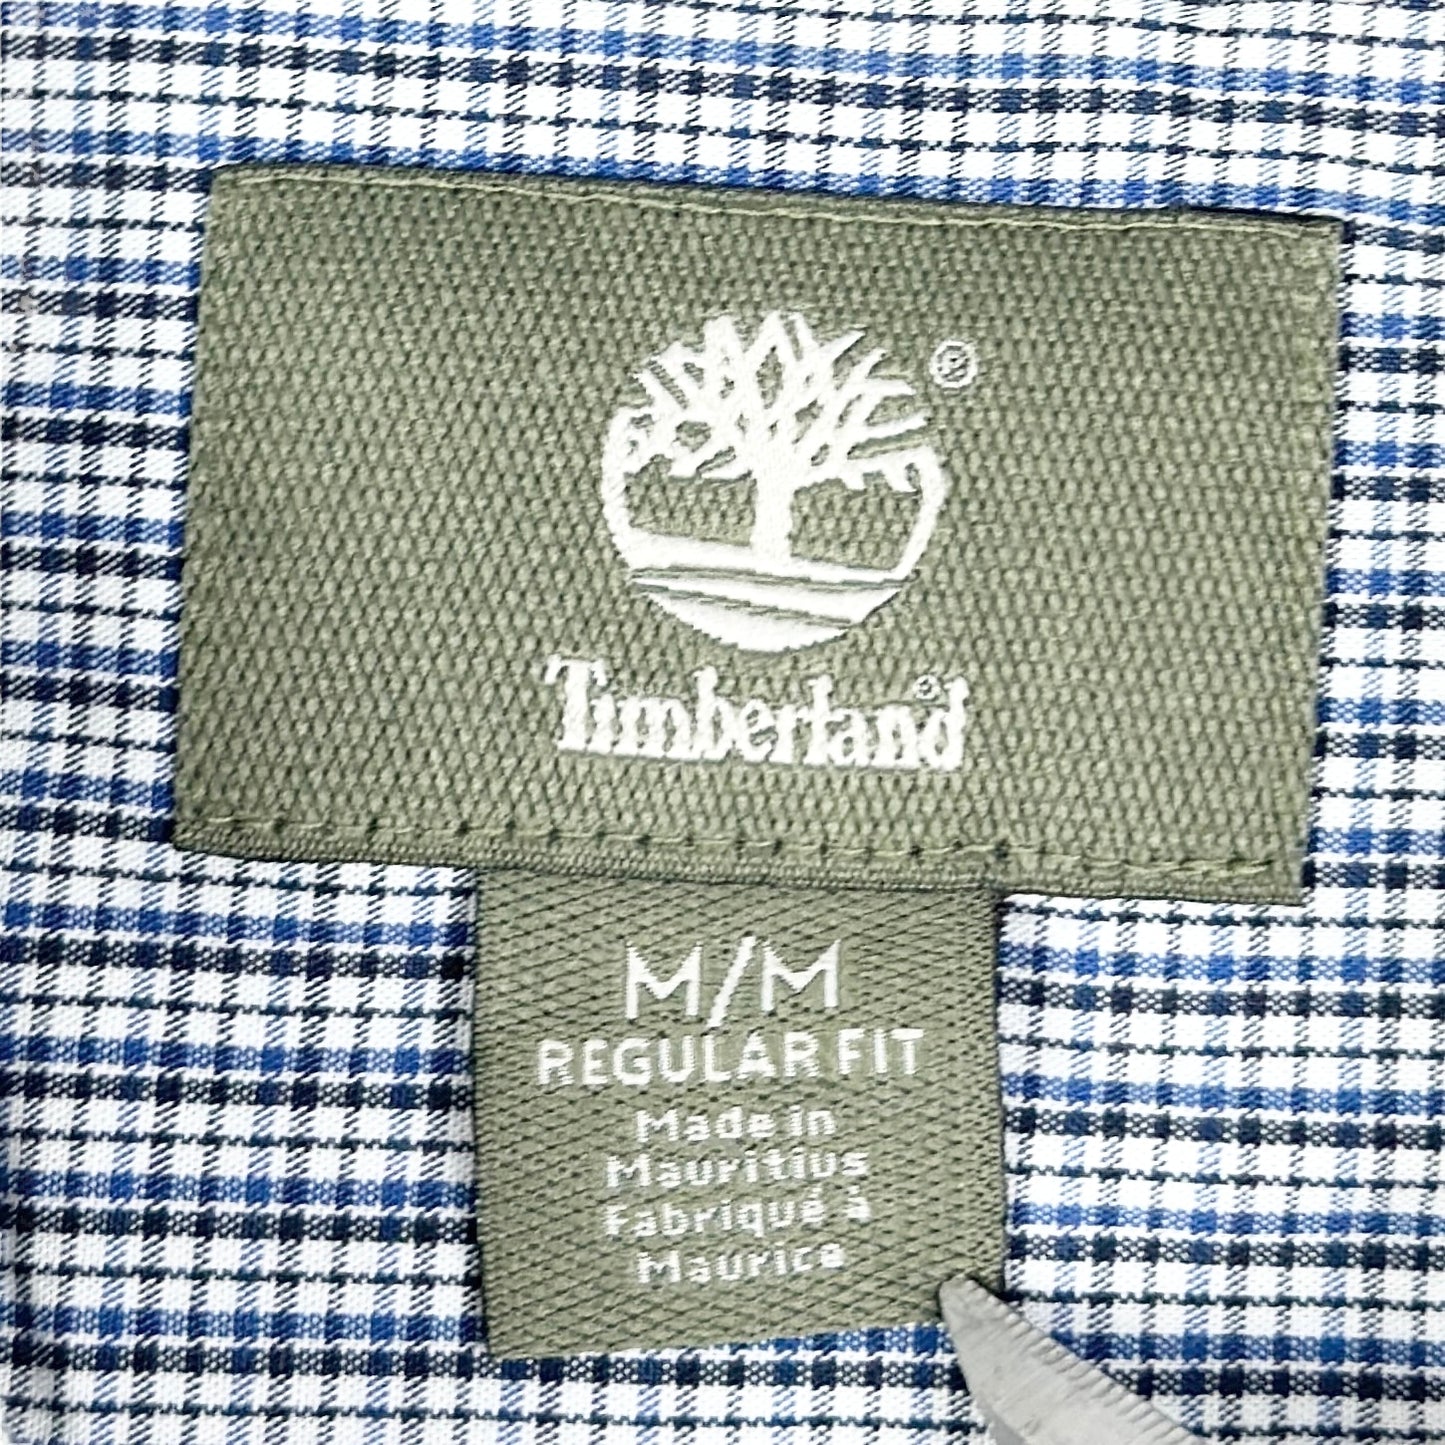 ®
Timberland®
M/M
REGULAR FIT
Made in
Mauritius
Fabriqué à
Maurice